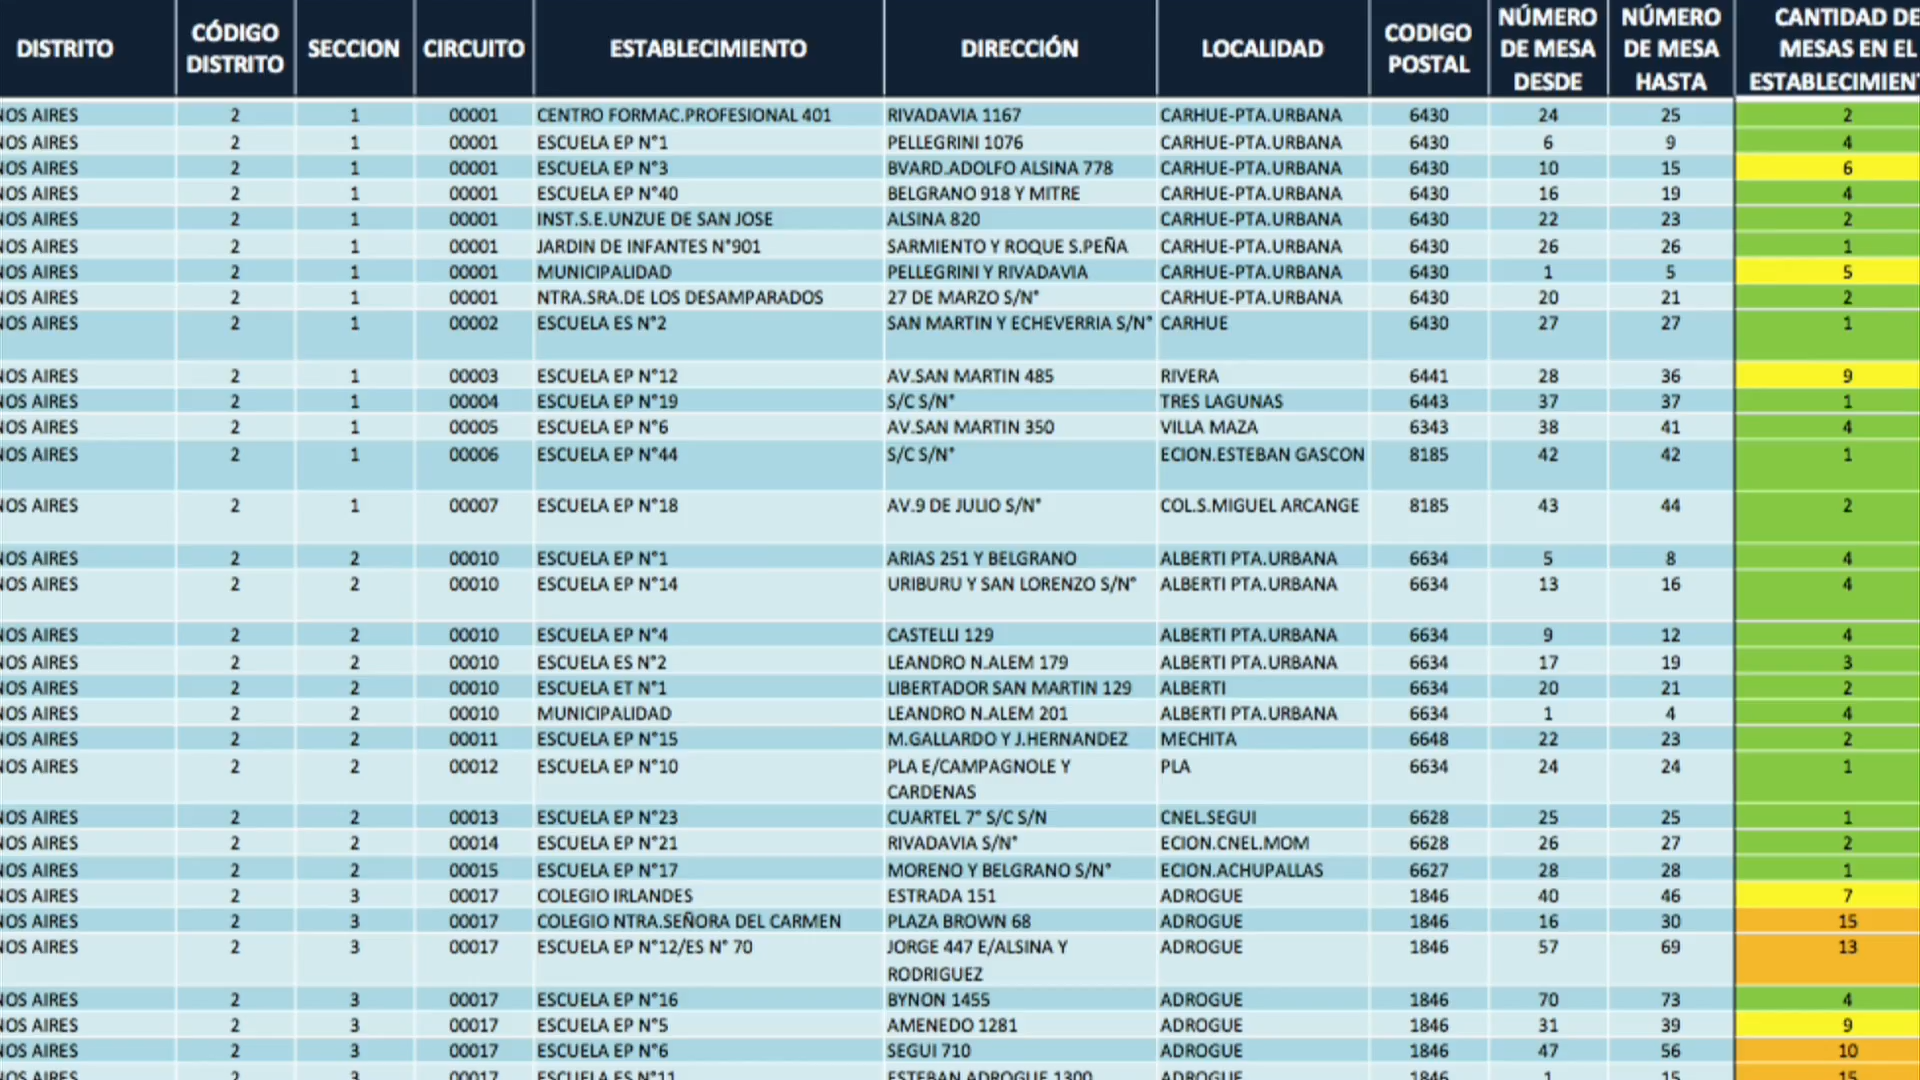 DISTRITO CÓDIGO DISTRITO SECCION CIRCUITO ESTABLECIMIENTO DIRECCIÓN LOCALIDAD CODIGO POSTAL NÚMERO DE MESA DESDE NÚMERO DE MESA HASTA CANTIDAD DE MESAS EN EL ESTABLECIMIENT
NOS AIRES 2 1 00001 CENTRO FORMAC.PROFESIONAL 401 RIVADAVIA 1167 CARHUE-PTA.URBANA 6430 24 25 2
NOS AIRES 2 1 00001 ESCUELA EP N°1 PELLEGRINI 1076 CARHUE-PTA.URBANA 6430 6 9 4
NOS AIRES 2 1 00001 ESCUELA EP N°3 BVARD.ADOLFO ALSINA 778 CARHUE-PTA.URBANA 6430 10 15 6
NOS AIRES 2 1 00001 ESCUELA EP N°40 BELGRANO 918 Y MITRE CARHUE-PTA.URBANA 6430 16 19 4
NOS AIRES 2 1 00001 INST.S.E.UNZUE DE SAN JOSE ALSINA 820 CARHUE-PTA.URBANA 6430 22 23 2
NOS AIRES 2 1 00001 JARDIN DE INFANTES N°901 SARMIENTO Y ROQUE S.PEÑA CARHUE-PTA.URBANA 6430 26 26 1
NOS AIRES 2 1 00001 MUNICIPALIDAD PELLEGRINI Y RIVADAVIA CARHUE-PTA.URBANA 6430 1 5 5
NOS AIRES 2 1 00001 NTRA.SRA.DE LOS DESAMPARADOS 27 DE MARZO S/N° CARHUE-PTA.URBANA 6430 20 21 2
NOS AIRES 2 1 00002 ESCUELA ES N°2 SAN MARTIN Y ECHEVERRIA S/N° CARHUE 6430 27 27 1
NOS AIRES 2 1 00003 ESCUELA EP N°12 AV.SAN MARTIN 485 RIVERA 6441 28 36 9
NOS AIRES 2 1 00004 ESCUELA EP N°19 S/C S/N° TRES LAGUNAS 6443 37 37 1
NOS AIRES 2 1 00005 ESCUELA EP N°6 AV.SAN MARTIN 350 VILLA MAZA 6343 38 41 4
NOS AIRES 2 1 00006 ESCUELA EP N°44 S/C S/N° ECION.ESTEBAN GASCON 8185 42 42 1
NOS AIRES 2 1 00007 ESCUELA EP N°18 AV.9 DE JULIO S/N° COL.S.MIGUEL ARCANGE 8185 43 44 2
NOS AIRES 2 2 00010 ESCUELA EP N°1 ARIAS 251 Y BELGRANO ALBERTI PTA.URBANA 6634 5 8 4
NOS AIRES 2 2 00010 ESCUELA EP N°14 URIBURU Y SAN LORENZO S/N° ALBERTI PTA.URBANA 6634 13 16 4
NOS AIRES 2 2 00010 ESCUELA EP N°4 CASTELLI 129 ALBERTI PTA.URBANA 6634 9 12 4
NOS AIRES 2 2 00010 ESCUELA ES N°2 LEANDRO N.ALEM 179 ALBERTI PTA.URBANA 6634 17 19 3
NOS AIRES 2 2 00010 ESCUELA ET N°1 LIBERTADOR SAN MARTIN 129 ALBERTI 6634 20 21 2
NOS AIRES 2 2 00010 MUNICIPALIDAD LEANDRO N.ALEM 201 ALBERTI PTA.URBANA 6634 1 4 4
NOS AIRES 2 2 00011 ESCUELA EP N°15 M.GALLARDO Y J.HERNANDEZ MECHITA 6648 22 23 2
NOS AIRES 2 2 00012 ESCUELA EP N°10 PLA E/CAMPAGNOLE Y CARDENAS PLA 6634 24 24 1
NOS AIRES 2 2 00013 ESCUELA EP N°23 CUARTEL 7° S/C S/N CNEL.SEGUI 6628 25 25 1
NOS AIRES 2 2 00014 ESCUELA EP N°21 RIVADAVIA S/N° ECION.CNEL.MOM 6628 26 27 2
NOS AIRES 2 2 00015 ESCUELA EP N°17 MORENO Y BELGRANO S/N° ECION.ACHUPALLAS 6627 28 28 1
NOS AIRES 2 3 00017 COLEGIO IRLANDES ESTRADA 151 ADROGUE 1846 40 46 7
NOS AIRES 2 3 00017 COLEGIO NTRA.SEÑORA DEL CARMEN PLAZA BROWN 68 ADROGUE 1846 16 30 15
NOS AIRES 2 3 00017 ESCUELA EP N°12/ES N° 70 JORGE 447 E/ALSINA Y RODRIGUEZ ADROGUE 1846 57 69 13
NOS AIRES 2 3 00017 ESCUELA EP N°16 BYNON 1455 ADROGUE 1846 70 73 4
NOS AIRES 2 3 00017 ESCUELA EP N°5 AMENEDO 1281 ADROGUE 1846 31 39 9
NOS AIRES 2 3 00017 ESCUELA EP N°6 SEGUI 710 ADROGUE 1846 47 56 10
NOS AIRES 2 3 00017 ESCUELA ES N°11 ESTEBAN ADROGUE 1300 ADROGUE 1846 1 15 15